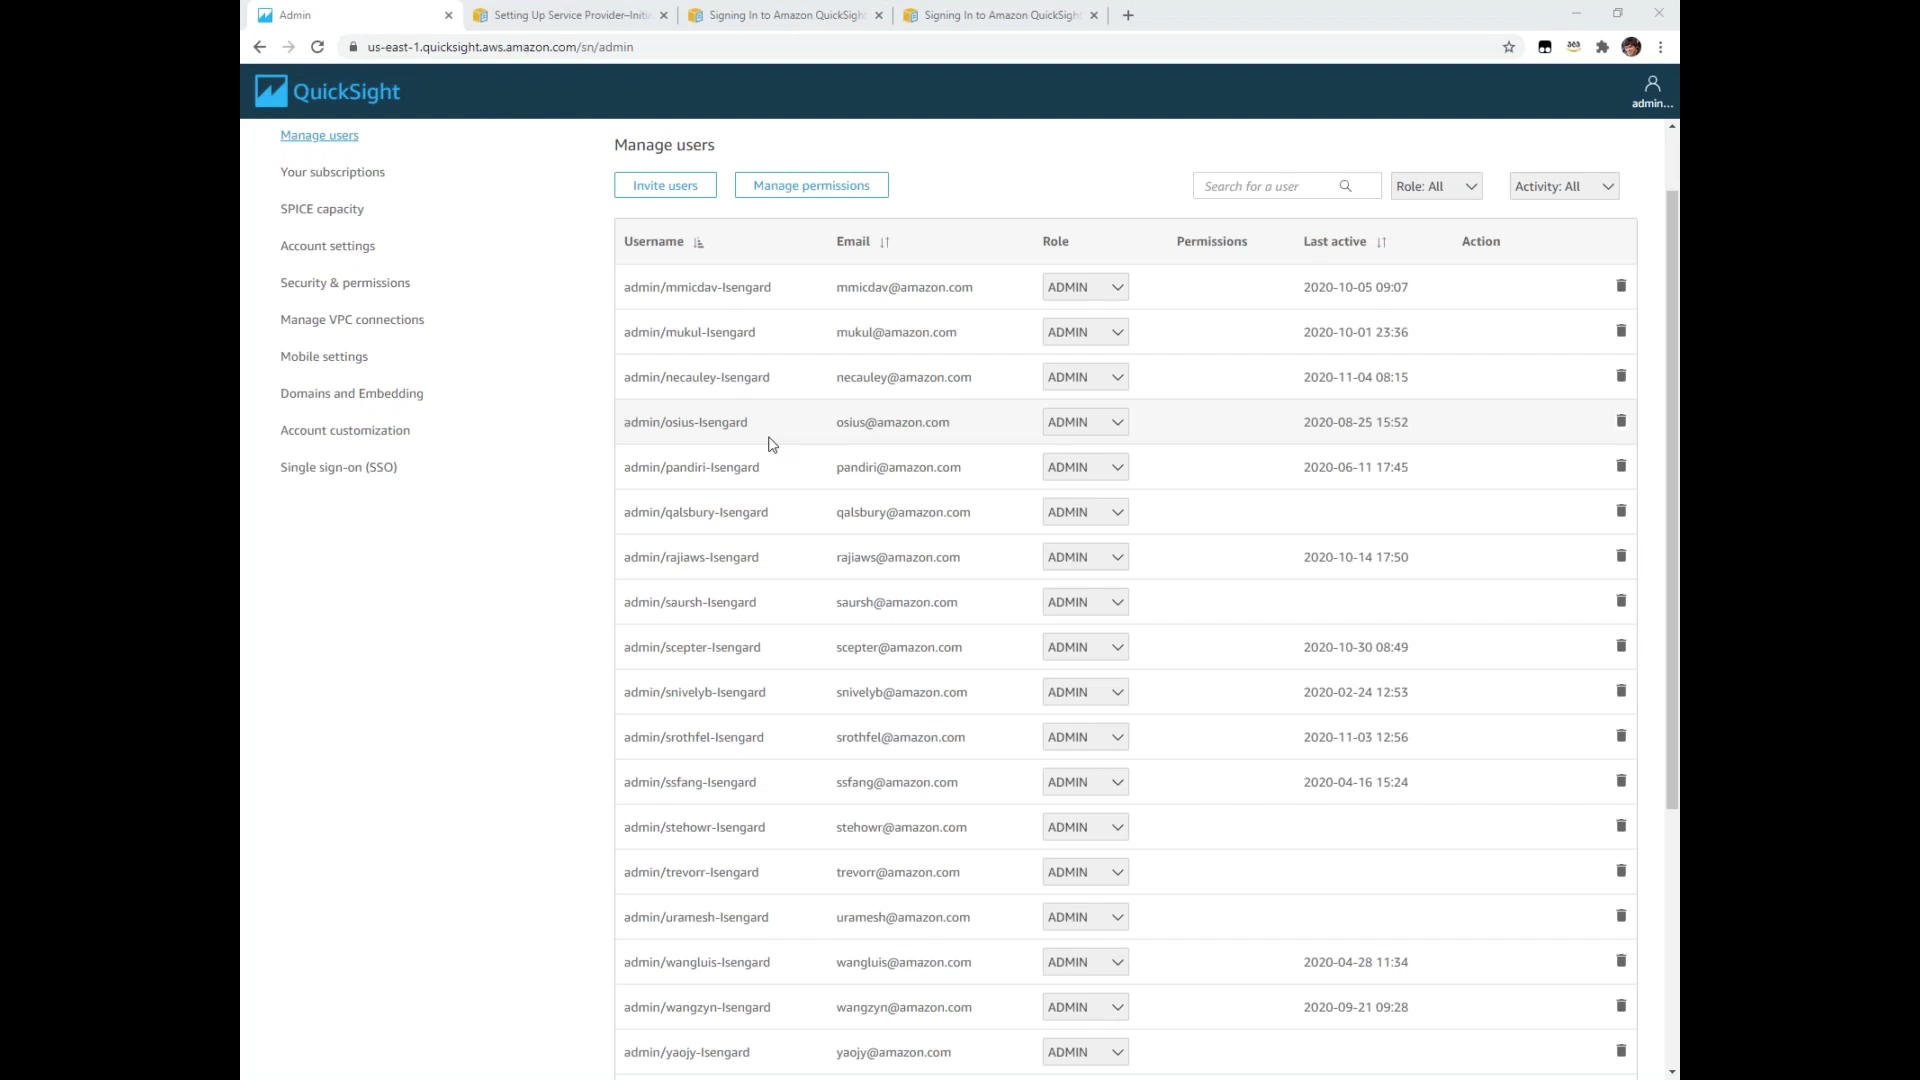 Admin
Setting Up Service Provider–Initi
Signing In to Amazon QuickSigh
Signing In to Amazon QuickSight
us-east-1.quicksight.aws.amazon.com/sn/admin
QuickSight
admin...
Manage users
Your subscriptions
SPICE capacity
Account settings
Security & permissions
Manage VPC connections
Mobile settings
Domains and Embedding
Account customization
Single sign-on (SSO)
Manage users
Invite users
Manage permissions
Search for a user
Role: All
Activity: All
Username Email Role Permissions Last active Action
admin/mmicdav-Isengard mmicdav@amazon.com ADMIN 2020-10-05 09:07
admin/mukul-Isengard mukul@amazon.com ADMIN 2020-10-01 23:36
admin/necauley-Isengard necauley@amazon.com ADMIN 2020-11-04 08:15
admin/osius-Isengard osius@amazon.com ADMIN 2020-08-25 15:52
admin/pandiri-Isengard pandiri@amazon.com ADMIN 2020-06-11 17:45
admin/qalsbury-Isengard qalsbury@amazon.com ADMIN
admin/rajiaws-Isengard rajiaws@amazon.com ADMIN 2020-10-14 17:50
admin/saursh-Isengard saursh@amazon.com ADMIN
admin/scepter-Isengard scepter@amazon.com ADMIN 2020-10-30 08:49
admin/snivelyb-Isengard snivelyb@amazon.com ADMIN 2020-02-24 12:53
admin/srothfel-Isengard srothfel@amazon.com ADMIN 2020-11-03 12:56
admin/ssfang-Isengard ssfang@amazon.com ADMIN 2020-04-16 15:24
admin/stehowr-Isengard stehowr@amazon.com ADMIN
admin/trevorr-Isengard trevorr@amazon.com ADMIN
admin/uramesh-Isengard uramesh@amazon.com ADMIN
admin/wangluis-Isengard wangluis@amazon.com ADMIN 2020-04-28 11:34
admin/wangzyn-Isengard wangzyn@amazon.com ADMIN 2020-09-21 09:28
admin/yaojy-Isengard yaojy@amazon.com ADMIN